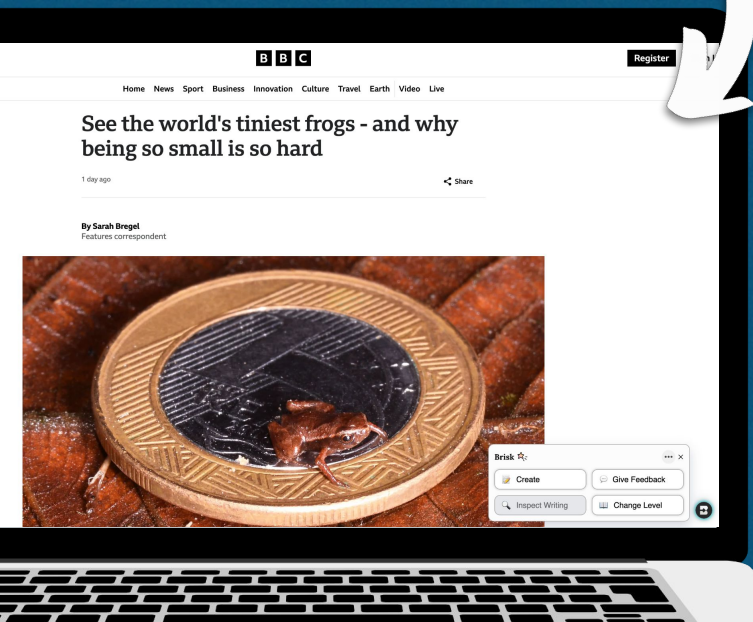 BBC
Register
Home News Sport Business Innovation Culture Travel Earth Video Live
See the world's tiniest frogs - and why
being so small is so hard
1 day ago
Share
By Sarah Bregel
Features correspondent
Brisk
Create
Give Feedback
Inspect Writing
Change Level